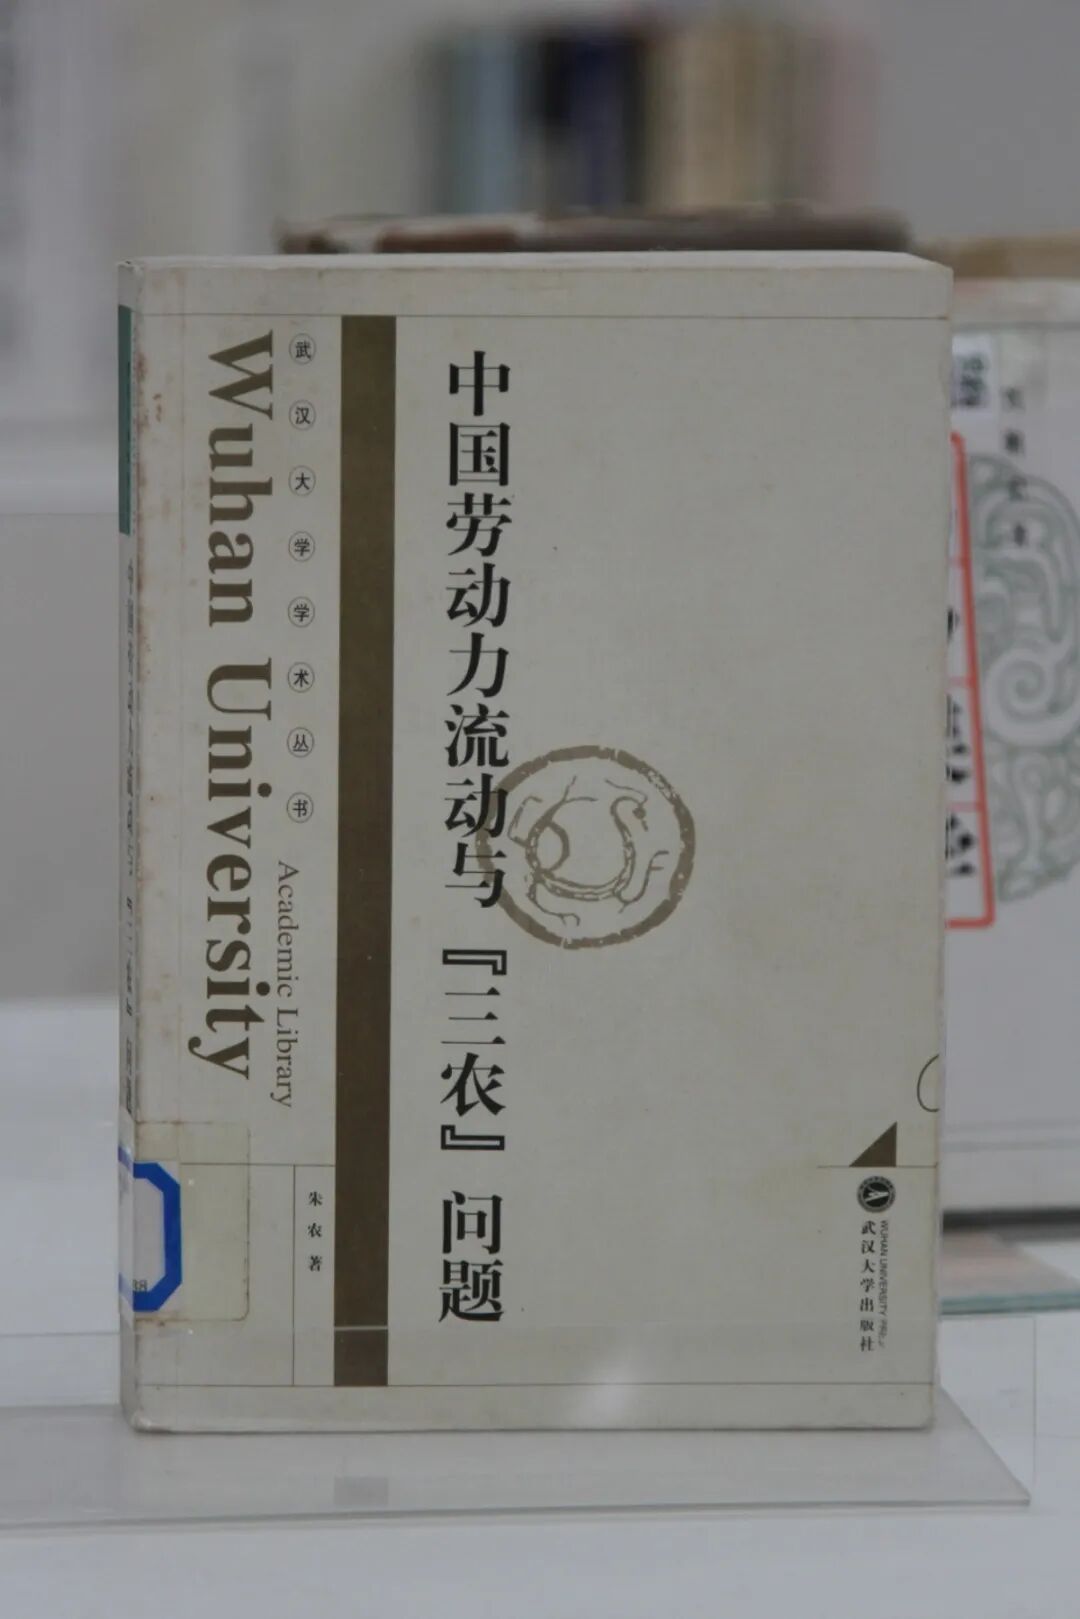 武汉大学学术丛书
Wuhan University
Academic Library
中国劳动力流动与『三农』问题
朱农著
武汉大学出版社